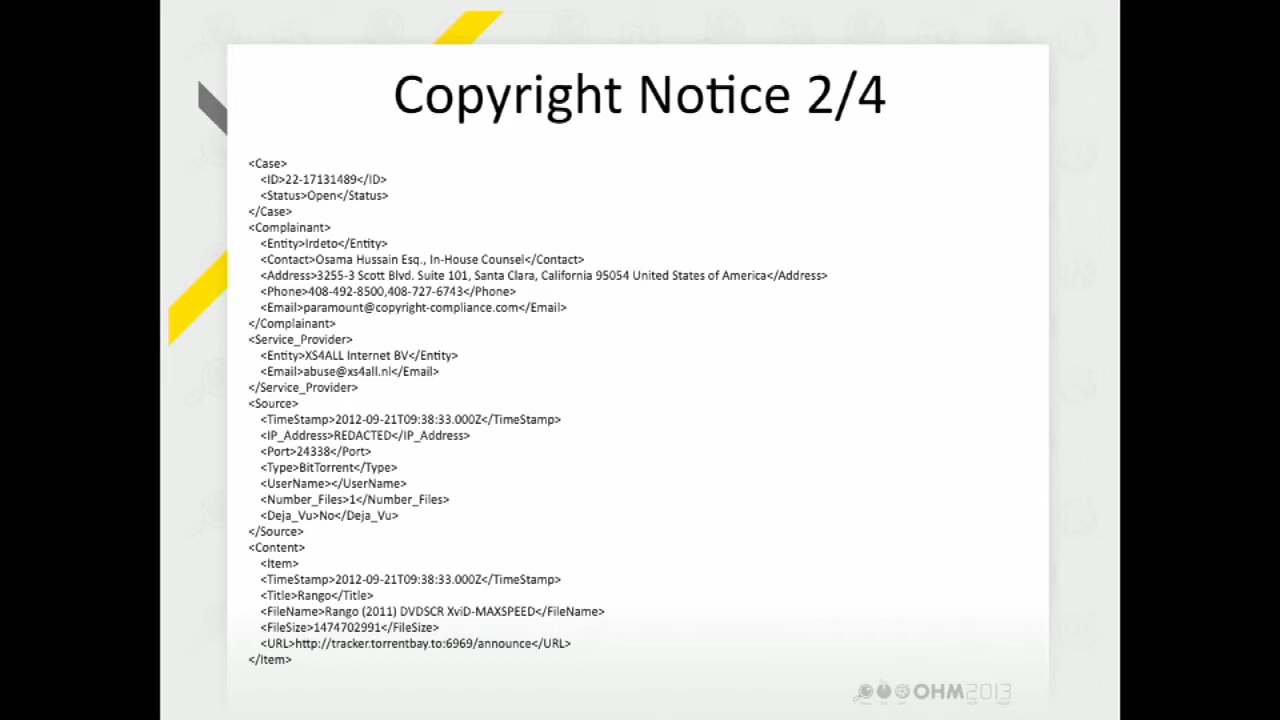 Copyright Notice 2/4
<Case>
<ID>22-17131489</ID>
<Status>Open</Status>
</Case>
<Complainant>
<Entity>Irdeto</Entity>
<Contact>Osama Hussain Esq., In-House Counsel</Contact>
<Address>3255-3 Scott Blvd. Suite 101, Santa Clara, California 95054 United States of America</Address>
<Phone>408-492-8500,408-727-6743</Phone>
<Email>paramount@copyright-compliance.com</Email>
</Complainant>
<Service_Provider>
<Entity>XS4ALL Internet BV</Entity>
<Email>abuse@xs4all.nl</Email>
</Service_Provider>
<Source>
<TimeStamp>2012-09-21T09:38:33.000Z</TimeStamp>
<IP_Address>REDACTED</IP_Address>
<Port>24338</Port>
<Type>BitTorrent</Type>
<UserName></UserName>
<Number_Files>1</Number_Files>
<Deja_Vu>No</Deja_Vu>
</Source>
<Content>
<Item>
<TimeStamp>2012-09-21T09:38:33.000Z</TimeStamp>
<Title>Rango</Title>
<FileName>Rango (2011) DVDSCR XviD-MAXSPEED</FileName>
<FileSize>1474702991</FileSize>
<URL>http://tracker.torrentbay.to:6969/announce</URL>
</Item>
OHM2013